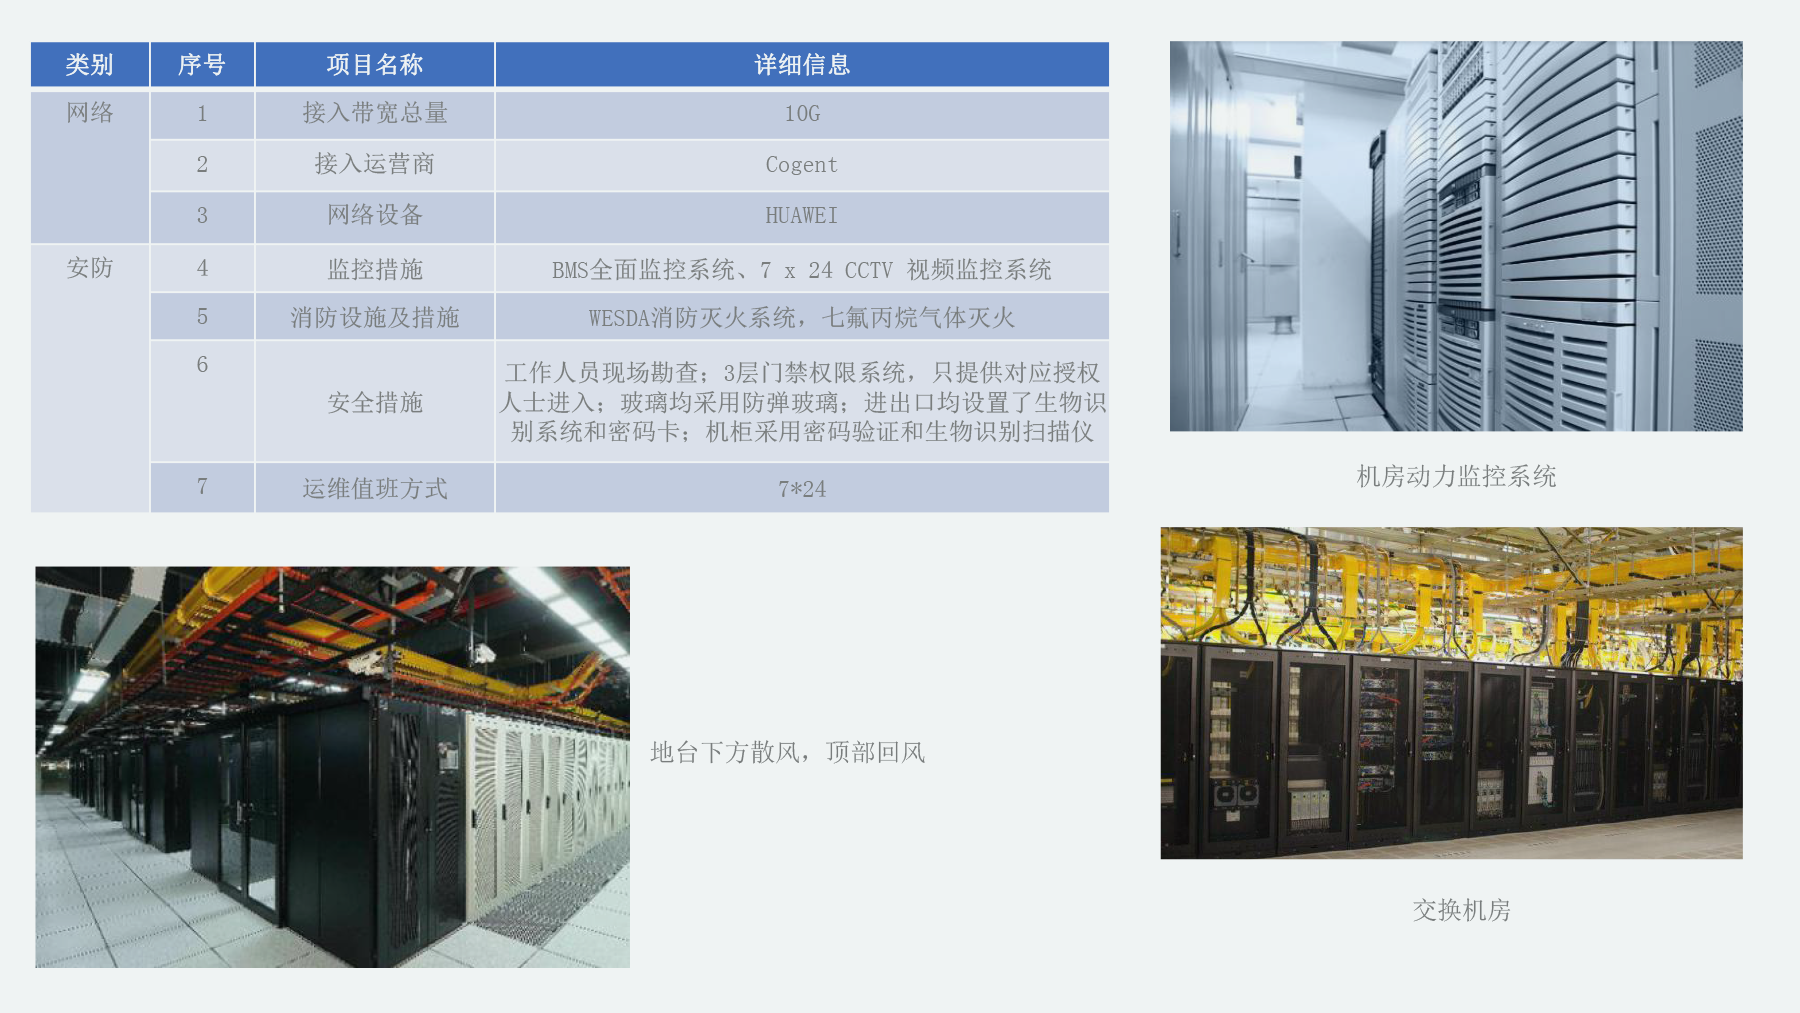 类别 序号 项目名称 详细信息
网络 1 接入带宽总量 10G
2 接入运营商 Cogent
3 网络设备 HUAWEI
安防 4 监控措施 BMS全面监控系统、7 x 24 CCTV 视频监控系统
5 消防设施及措施 WESDA消防灭火系统，七氟丙烷气体灭火
6 安全措施 工作人员现场勘查；3层门禁权限系统，只提供对应授权
人士进入；玻璃均采用防弹玻璃；进出口均设置了生物识
别系统和密码卡；机柜采用密码验证和生物识别扫描仪
7 运维值班方式 7*24
机房动力监控系统
地台下方散风，顶部回风
交换机房